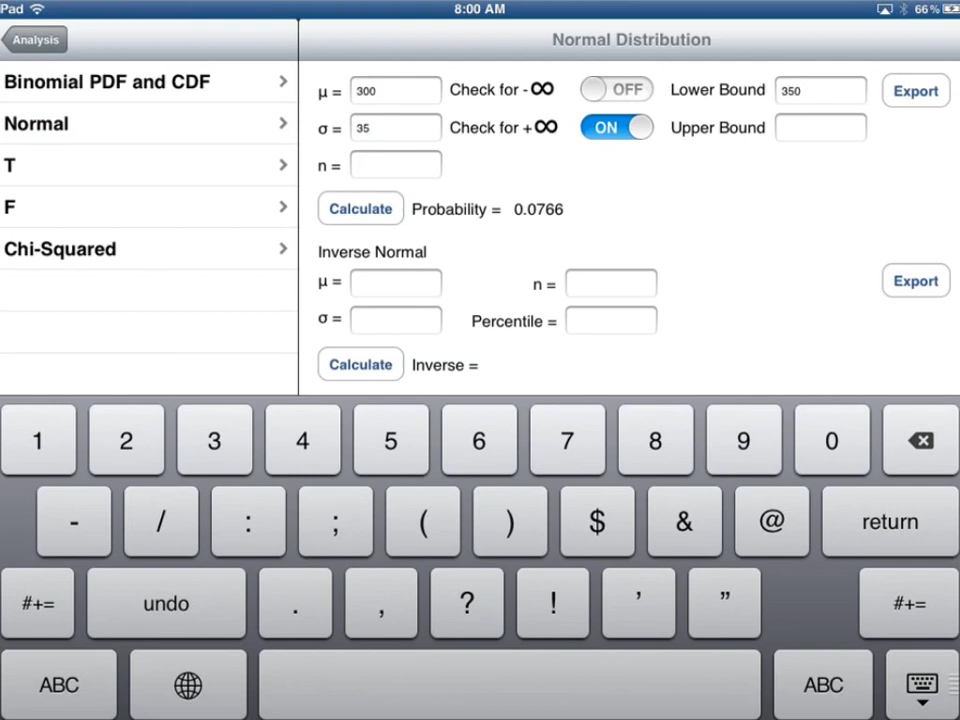 Pad 8:00 AM 66%
Analysis Normal Distribution
Binomial PDF and CDF
Normal
T
F
Chi-Squared
μ = 300 Check for -∞ OFF Lower Bound 350 Export
σ = 35 Check for +∞ ON Upper Bound
n =
Calculate Probability = 0.0766
Inverse Normal
μ = n = Export
σ = Percentile =
Calculate Inverse =
1 2 3 4 5 6 7 8 9 0
- / : ; ( ) $ & @ return
#+= undo . , ? ! ’ ” #+=
ABC ABC